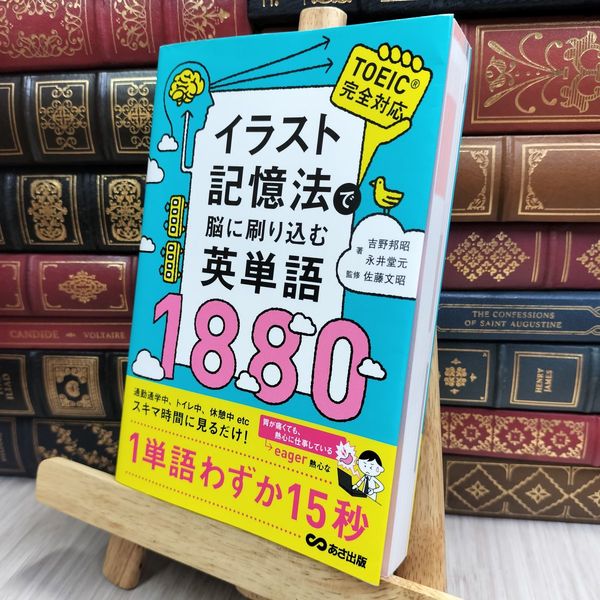 TOEIC®
完全対応
イラスト
記憶法で
脳に刷り込む
英単語
1880
著 吉野邦昭
永井堂元
監修 佐藤文昭
通勤通学中、トイレ中、休憩中 etc
スキマ時間に見るだけ！
胃が痛くても、
熱心に仕事している
eager 熱心な
1単語わずか15秒
あさ出版
CANDIDE
VOLTAIRE
THE CONFESSIONS
OF SAINT AUGUSTINE
HENRY
JAMES